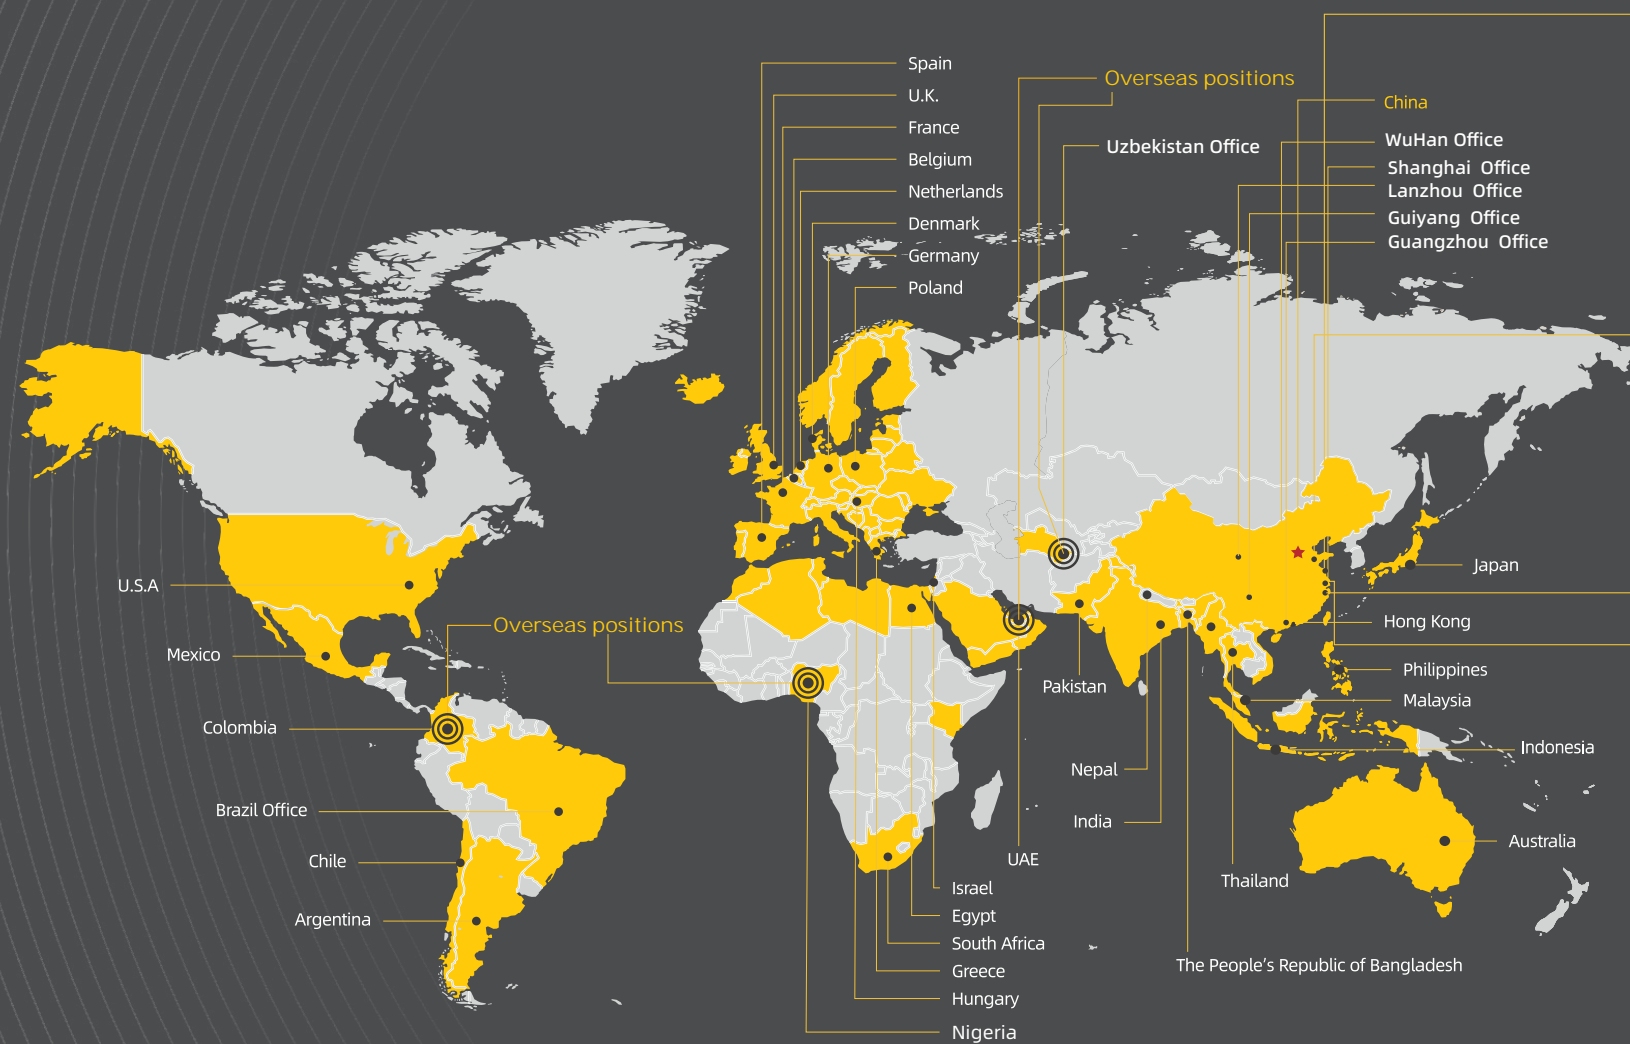 Spain
U.K.
France
Belgium
Netherlands
Denmark
Germany
Poland
Overseas positions
Uzbekistan Office
China
WuHan Office
Shanghai Office
Lanzhou Office
Guiyang Office
Guangzhou Office
U.S.A
Overseas positions
Mexico
Colombia
Brazil Office
Chile
Argentina
Japan
Hong Kong
Philippines
Malaysia
Indonesia
Australia
Pakistan
Nepal
India
UAE
Thailand
Israel
Egypt
South Africa
Greece
Hungary
Nigeria
The People’s Republic of Bangladesh